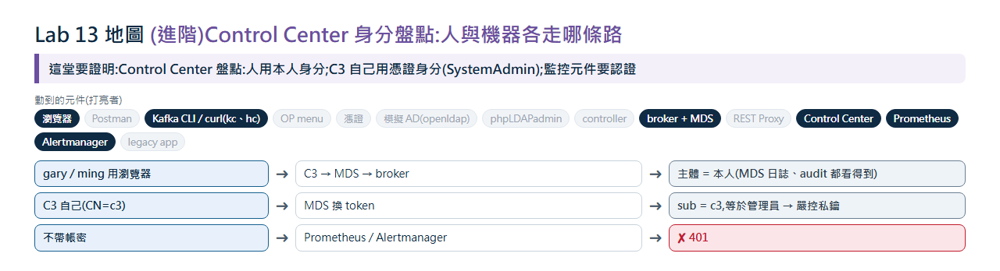 Lab 13 地圖 (進階)Control Center 身分盤點:人與機器各走哪條路
這堂要證明:Control Center 盤點:人用本人身分;C3 自己用憑證身分(SystemAdmin);監控元件要認證
動到的元件(打亮者)
瀏覽器 Postman Kafka CLI / curl(kc、hc) OP menu 憑證 模擬 AD(openldap) phpLDAPadmin controller broker + MDS REST Proxy Control Center Prometheus
Alertmanager legacy app
gary / ming 用瀏覽器 → C3 → MDS → broker → 主體 = 本人(MDS 日誌、audit 都看得到)
C3 自己(CN=c3) → MDS 換 token → sub = c3,等於管理員 → 嚴控私鑰
不帶帳密 → Prometheus / Alertmanager → ✘ 401